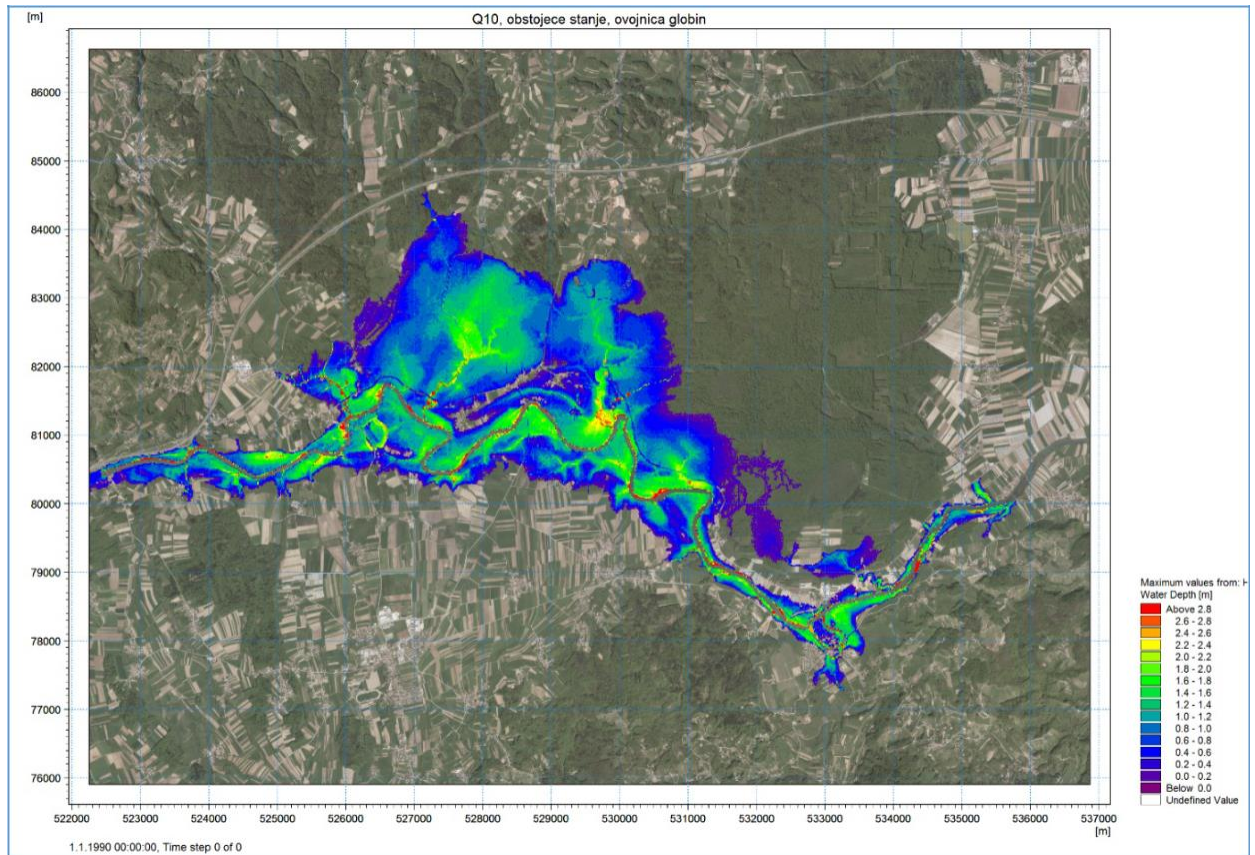 [m]
Q10, obstojece stanje, ovojnica globin
86000
85000
84000
83000
82000
81000
80000
79000
78000
77000
76000
522000 523000 524000 525000 526000 527000 528000 529000 530000 531000 532000 533000 534000 535000 536000 537000
[m]
Maximum values from: H
Water Depth [m]
Above 2.8
2.6 - 2.8
2.4 - 2.6
2.2 - 2.4
2.0 - 2.2
1.8 - 2.0
1.6 - 1.8
1.4 - 1.6
1.2 - 1.4
1.0 - 1.2
0.8 - 1.0
0.6 - 0.8
0.4 - 0.6
0.2 - 0.4
0.0 - 0.2
Below 0.0
Undefined Value
1.1.1990 00:00:00, Time step 0 of 0